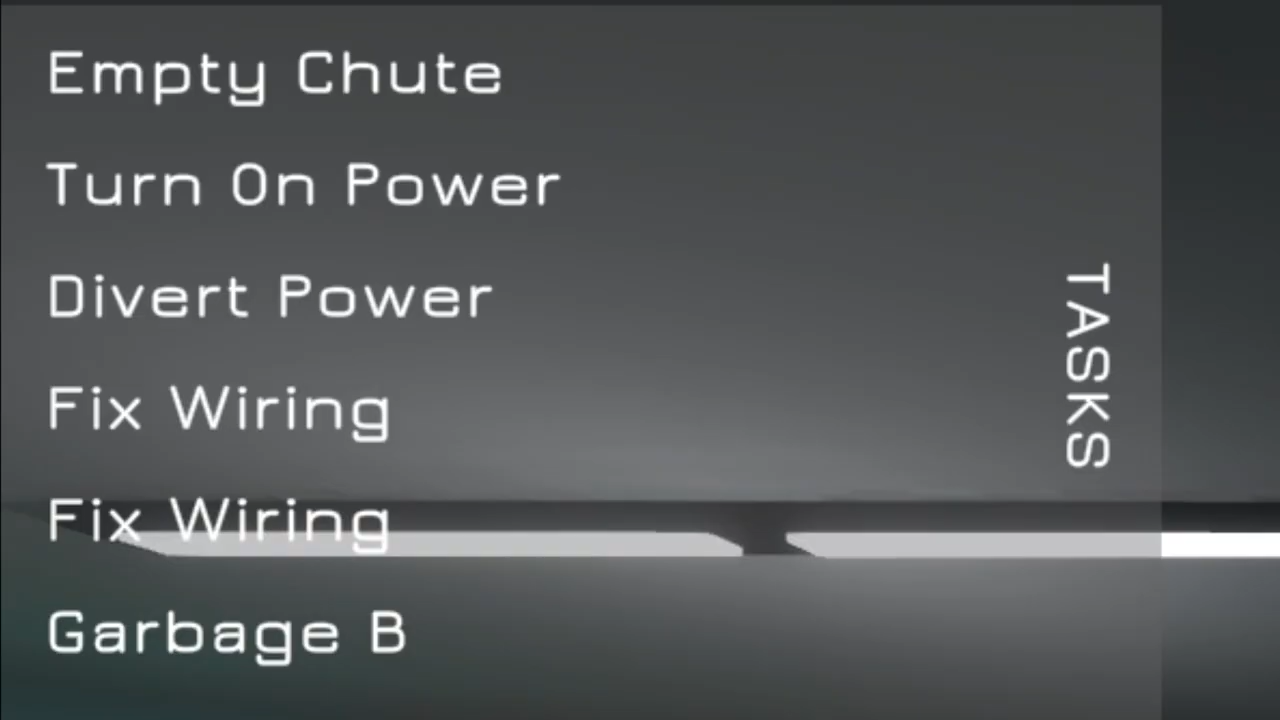 Empty Chute
Turn On Power
Divert Power
Fix Wiring
Fix Wiring
Garbage B
TASKS